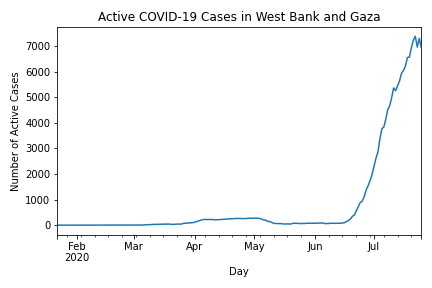 Active COVID-19 Cases in West Bank and Gaza
Number of Active Cases
7000
6000
5000
4000
3000
2000
1000
0
Feb Mar Apr May Jun Jul
2020
Day